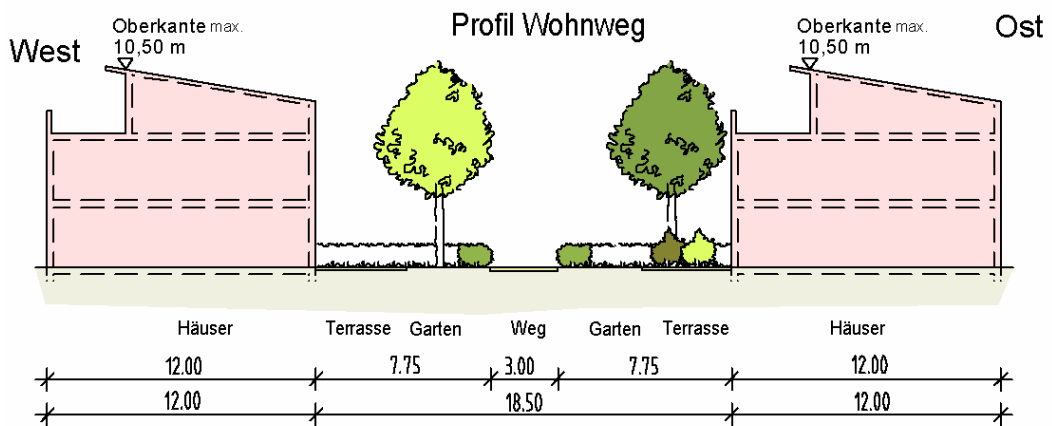 Profil Wohnweg
West
Ost
Oberkante max.
10,50 m
Oberkante max.
10,50 m
Häuser Terrasse Garten Weg Garten Terrasse Häuser
12.00 7.75 3.00 7.75 12.00
12.00 18.50 12.00